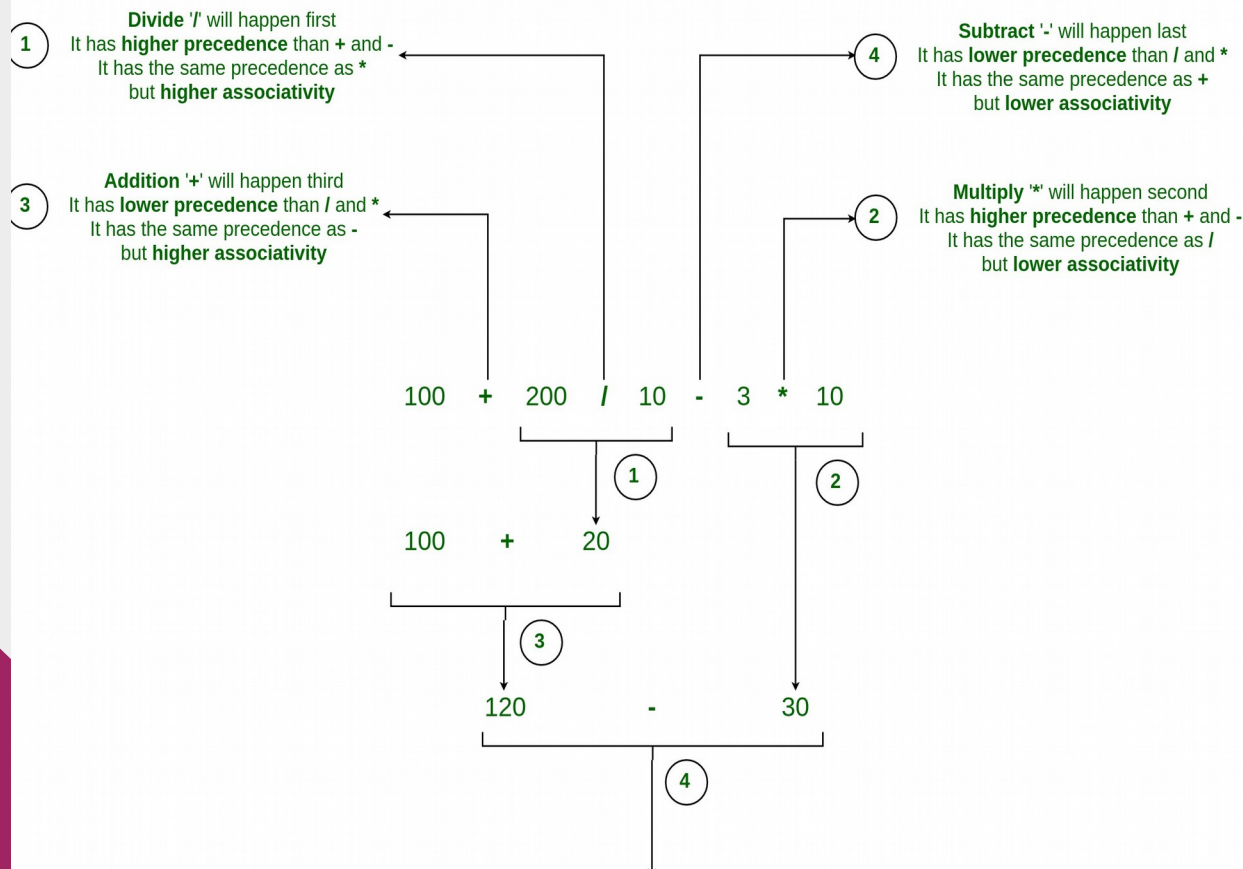 1
Divide '/' will happen first
It has higher precedence than + and -
It has the same precedence as *
but higher associativity
4
Subtract '-' will happen last
It has lower precedence than / and *
It has the same precedence as +
but lower associativity
3
Addition '+' will happen third
It has lower precedence than / and *
It has the same precedence as -
but higher associativity
2
Multiply '*' will happen second
It has higher precedence than + and -
It has the same precedence as /
but lower associativity
100 + 200 / 10 - 3 * 10
1
2
100 + 20
3
120 - 30
4